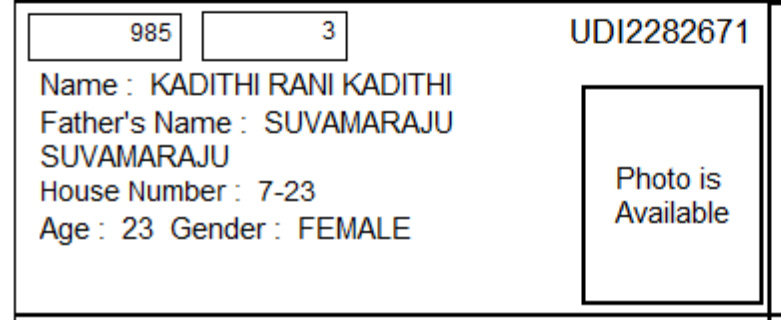 985 3 UDI2282671
Name : KADITHI RANI KADITHI
Father's Name : SUVAMARAJU
SUVAMARAJU
House Number : 7-23
Age : 23 Gender : FEMALE
Photo is
Available